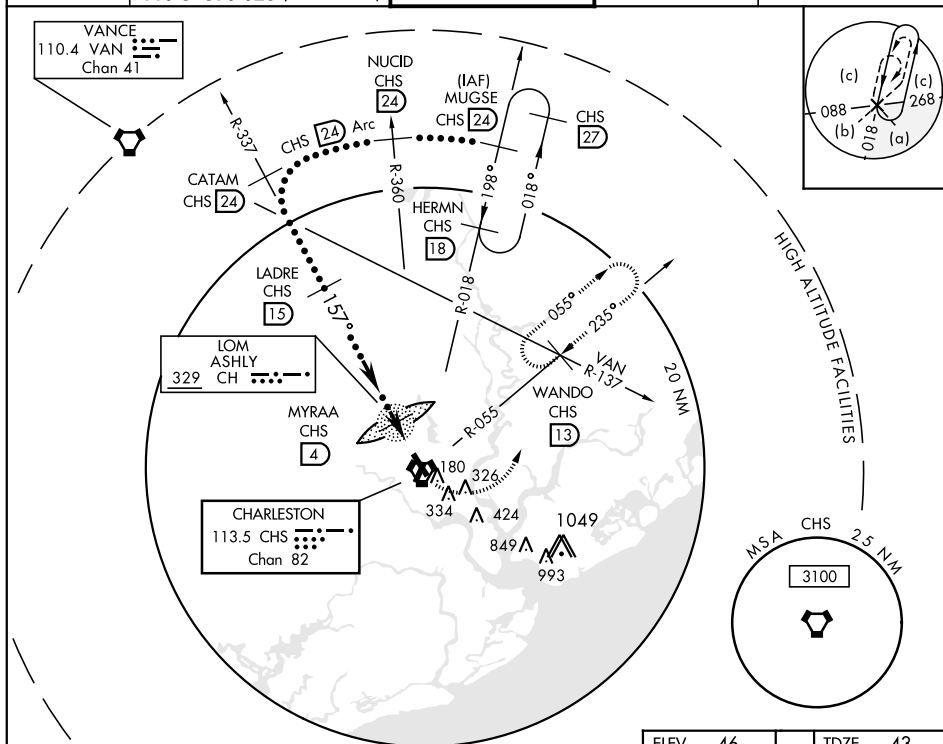 VANCE
110.4 VAN
Chan 41
NUCID
CHS
24
(IAF)
MUGSE
CHS 24
CHS
27
R-337
CHS 24 Arc
CATAM
CHS 24
R-360
198°
018°
HERMN
CHS
18
R-018
(c)
(c)
088
268
(b)
018
(a)
HIGH ALTITUDE FACILITIES
LADRE
CHS
15
157°
055°
235°
VAN
R-137
20 NM
LOM
ASHLY
329 CH
WANDO
CHS
13
R-055
MYRAA
CHS
4
180
326
334
424
1049
849
993
CHARLESTON
113.5 CHS
Chan 82
MSA CHS 25 NM
3100
ELEV 46
TDZE 43